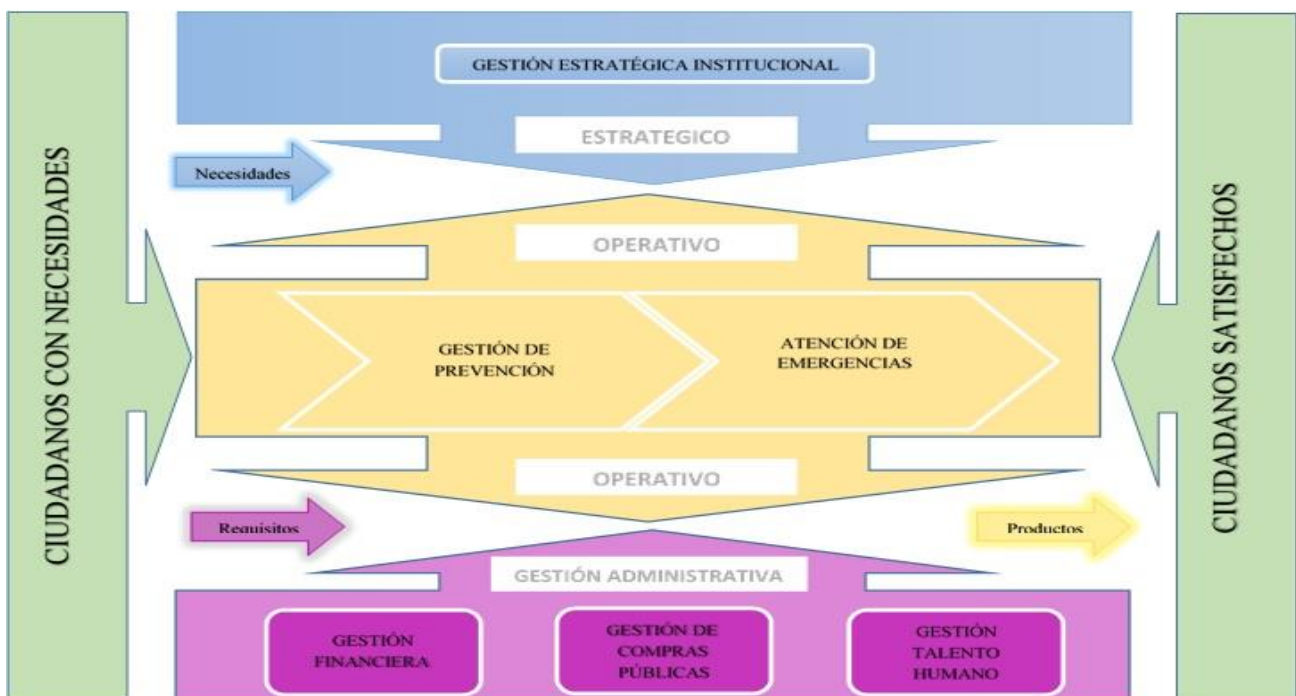 GESTIÓN ESTRATÉGICA INSTITUCIONAL
ESTRATEGICO
Necesidades
CIUDADANOS CON NECESIDADES
OPERATIVO
GESTIÓN DE
PREVENCIÓN
ATENCIÓN DE
EMERGENCIAS
CIUDADANOS SATISFECHOS
OPERATIVO
Requisitos
Productos
GESTIÓN ADMINISTRATIVA
GESTIÓN
FINANCIERA
GESTIÓN DE
COMPRAS
PÚBLICAS
GESTIÓN
TALENTO
HUMANO